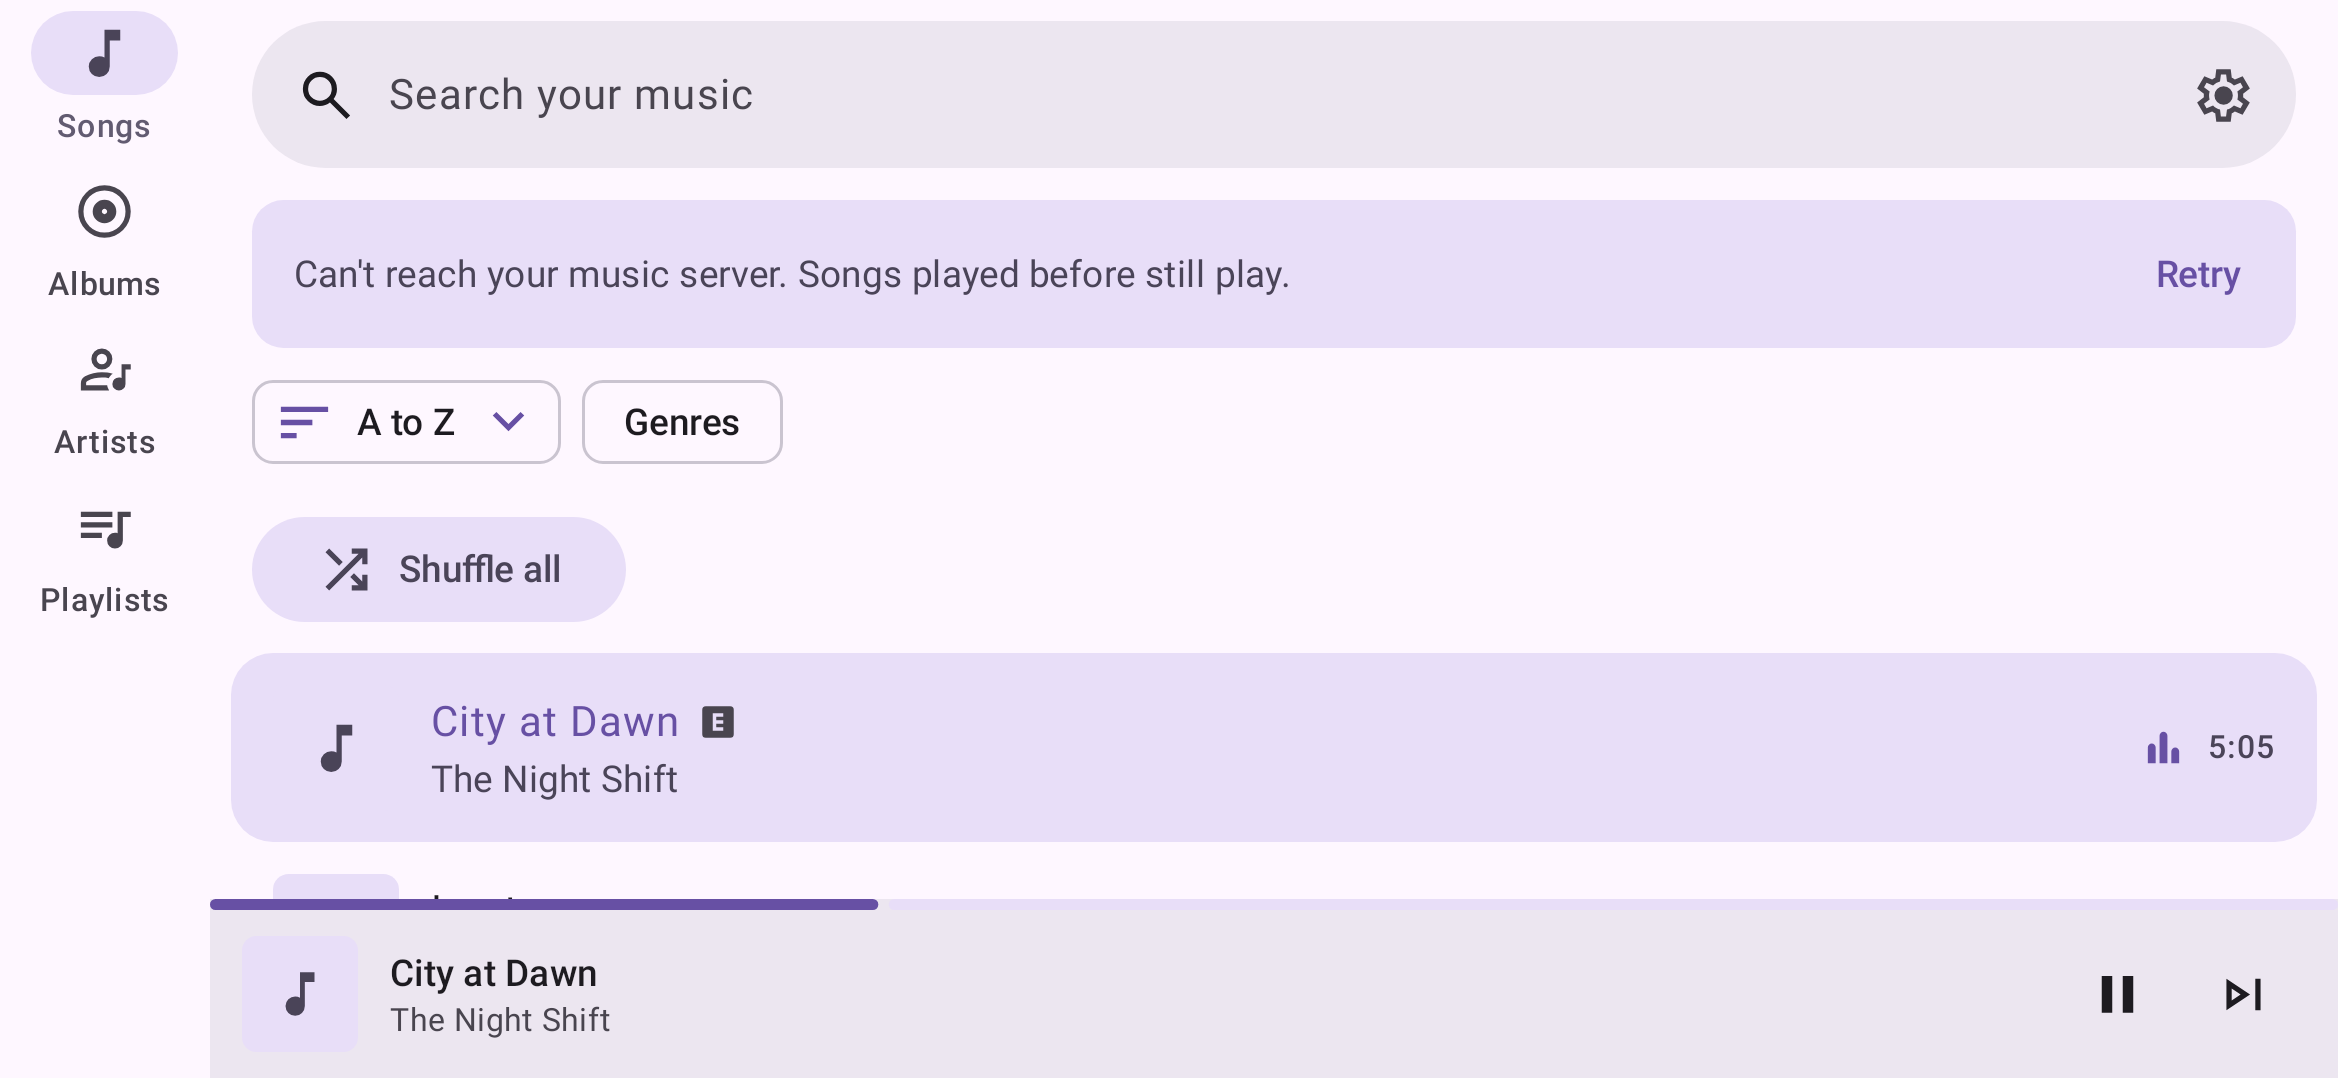 Songs
Albums
Artists
Playlists
Search your music
Can't reach your music server. Songs played before still play.
Retry
A to Z
Genres
Shuffle all
City at Dawn E
The Night Shift
5:05
City at Dawn
The Night Shift